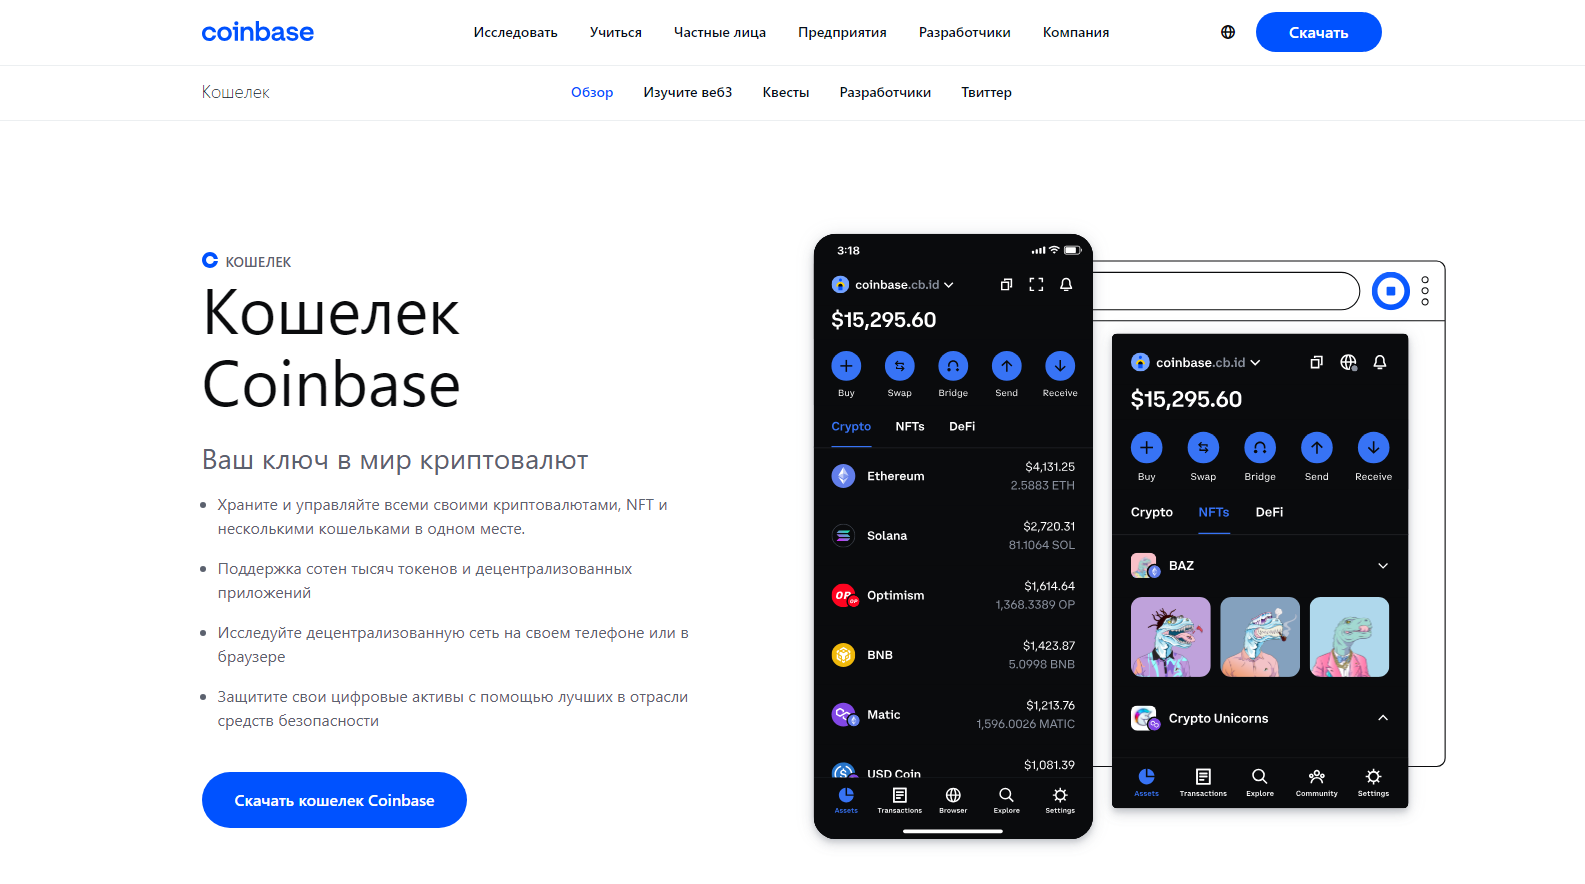 coinbase
Исследовать Учиться Частные лица Предприятия Разработчики Компания
Скачать
Кошелек
Обзор Изучите веб3 Квесты Разработчики Твиттер
КОШЕЛЕК
Кошелек
Coinbase
Ваш ключ в мир криптовалют
Храните и управляйте всеми своими криптовалютами, NFT и
несколькими кошельками в одном месте.
Поддержка сотен тысяч токенов и децентрализованных
приложений
Исследуйте децентрализованную сеть на своем телефоне или в
браузере
Защитите свои цифровые активы с помощью лучших в отрасли
средств безопасности
Скачать кошелек Coinbase
3:18
coinbase.cb.id
$15,295.60
Buy Swap Bridge Send Receive
Crypto NFTs DeFi
Ethereum $4,131.25
2.5883 ETH
Solana $2,720.31
81.1064 SOL
OP OP Optimism $1,614.64
1,368.3389 OP
BNB $1,423.87
5.0998 BNB
Matic $1,213.76
1,596.0026 MATIC
USD Coin $1,081.39
Assets Transactions Browser Explore Settings
coinbase.cb.id
$15,295.60
Buy Swap Bridge Send Receive
Crypto NFTs DeFi
BAZ
Crypto Unicorns
Assets Transactions Explore Community Settings